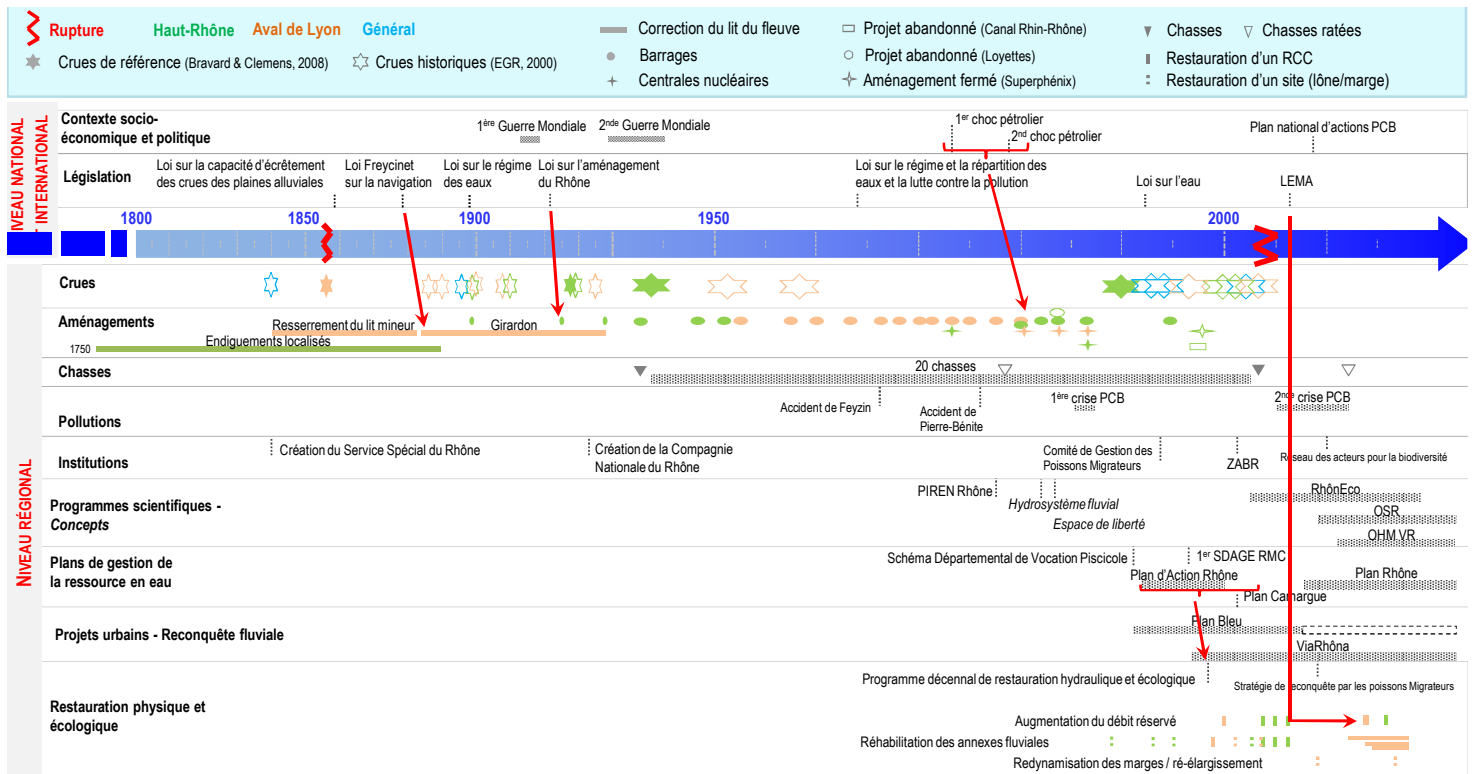 Rupture
Haut-Rhône
Aval de Lyon
Général
Crues de référence (Bravard & Clemens, 2008)
Crues historiques (EGR, 2000)
Correction du lit du fleuve
Barrages
Centrales nucléaires
Projet abandonné (Canal Rhin-Rhône)
Projet abandonné (Loyettes)
Aménagement fermé (Superphénix)
Chasses
Chasses ratées
Restauration d'un RCC
Restauration d'un site (lône/marge)
Contexte socio-
économique et politique
1ère Guerre Mondiale
2nde Guerre Mondiale
1er choc pétrolier
2nd choc pétrolier
Plan national d'actions PCB
Législation
Loi sur la capacité d'écrêtement
des crues des plaines alluviales
Loi Freycinet
sur la navigation
Loi sur le régime
des eaux
Loi sur l'aménagement
du Rhône
Loi sur le régime et la répartition des
eaux et la lutte contre la pollution
Loi sur l'eau
LEMA
1800
1850
1900
1950
2000
Crues
Aménagements
Resserrement du lit mineur
Girardon
Endiguements localisés
1750
Chasses
20 chasses
Pollutions
Accident de Feyzin
Accident de
Pierre-Bénite
1ère crise PCB
2nde crise PCB
Institutions
Création du Service Spécial du Rhône
Création de la Compagnie
Nationale du Rhône
Comité de Gestion des
Poissons Migrateurs
ZABR
Réseau des acteurs pour la biodiversité
Programmes scientifiques -
Concepts
PIREN Rhône
Hydrosystème fluvial
Espace de liberté
RhônEco
OSR
OHM VR
Plans de gestion de
la ressource en eau
Schéma Départemental de Vocation Piscicole
1er SDAGE RMC
Plan d'Action Rhône
Plan Rhône
Plan Camargue
Projets urbains - Reconquête fluviale
Plan Bleu
ViaRhôna
Restauration physique et
écologique
Programme décennal de restauration hydraulique et écologique
Stratégie de reconquête par les poissons Migrateurs
Augmentation du débit réservé
Réhabilitation des annexes fluviales
Redynamisation des marges / ré-élargissement
NIVEAU RÉGIONAL